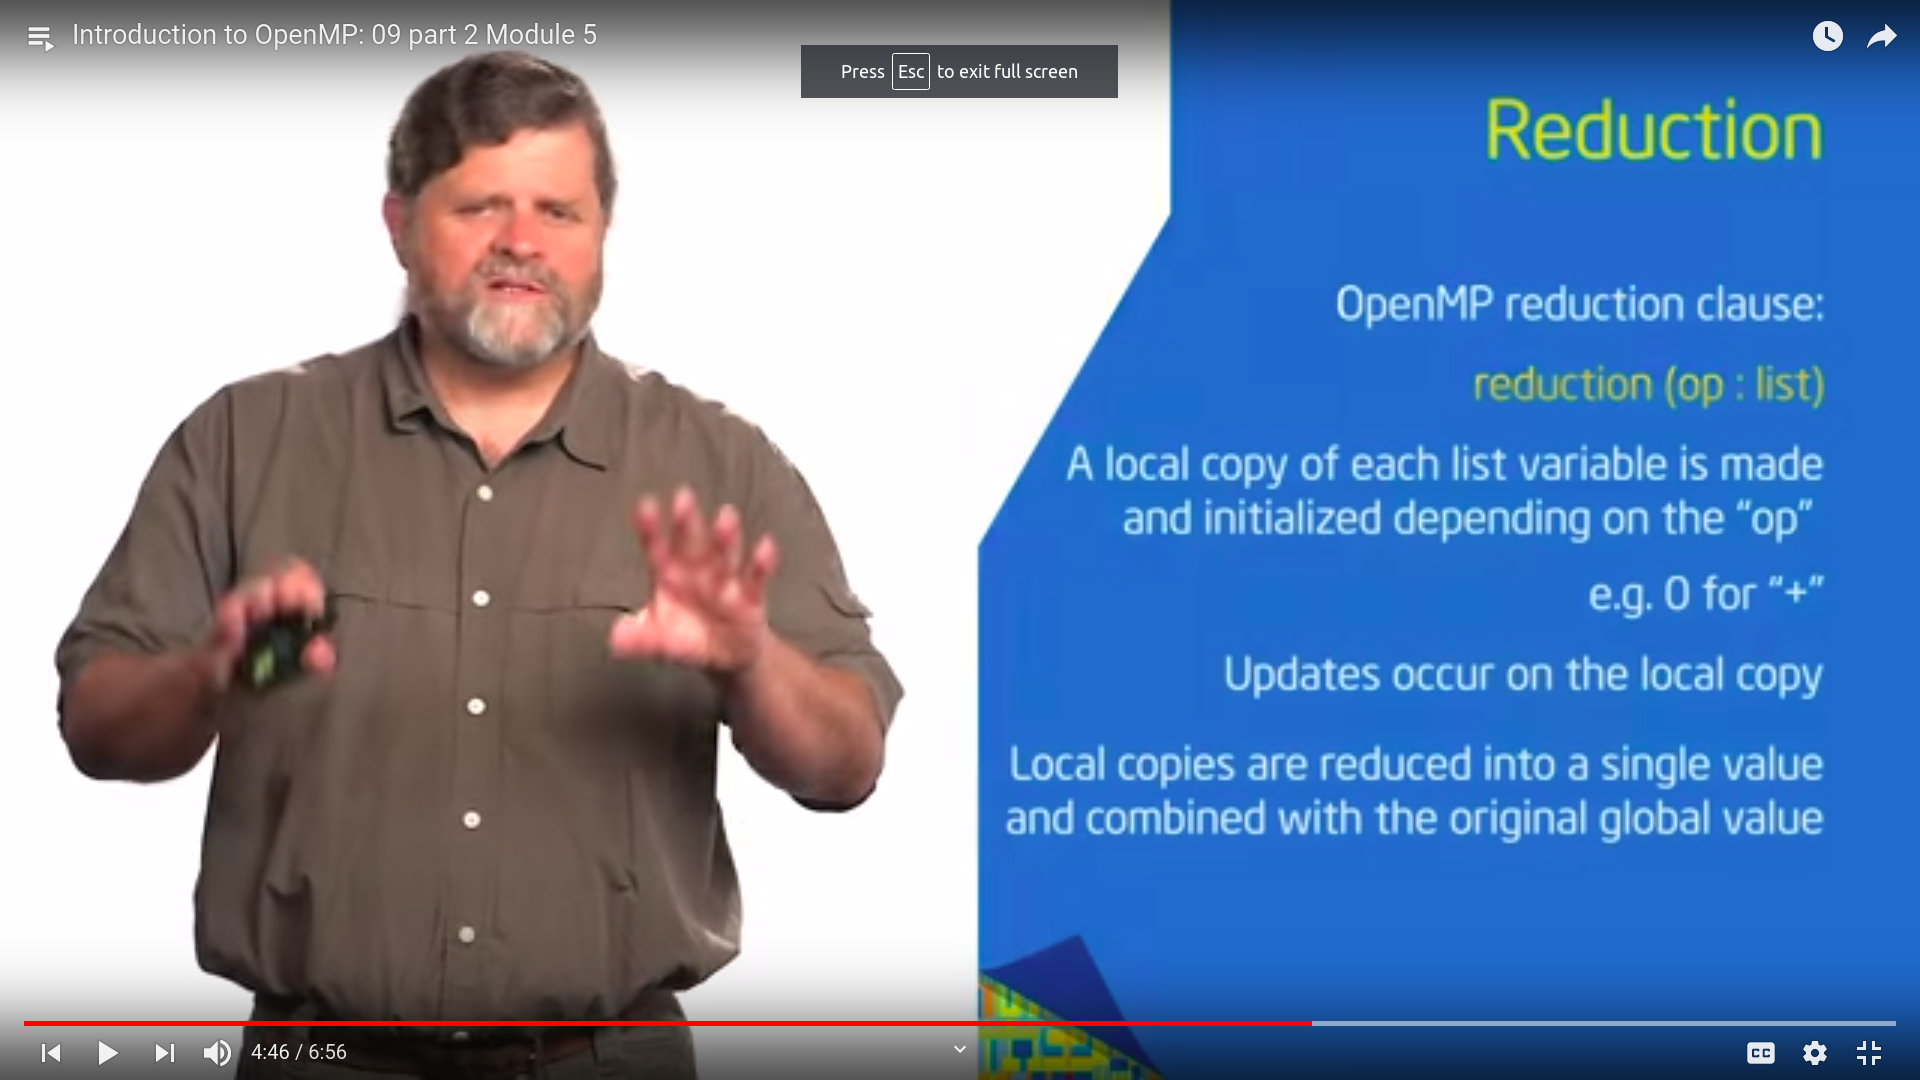 Introduction to OpenMP: 09 part 2 Module 5
Press Esc to exit full screen
Reduction
OpenMP reduction clause:
reduction (op : list)
A local copy of each list variable is made
and initialized depending on the “op”
e.g. 0 for “+”
Updates occur on the local copy
Local copies are reduced into a single value
and combined with the original global value
4:46 / 6:56
CC